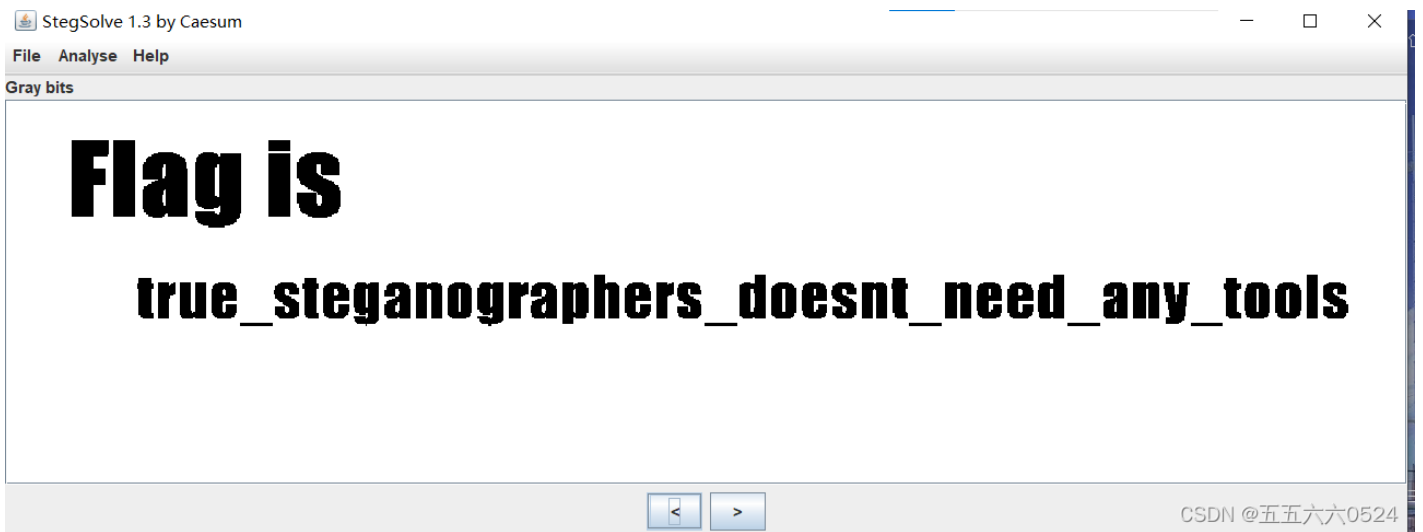 StegSolve 1.3 by Caesum
File Analyse Help
Gray bits
Flag is
true_steganographers_doesnt_need_any_tools
< >
CSDN @五五六六0524